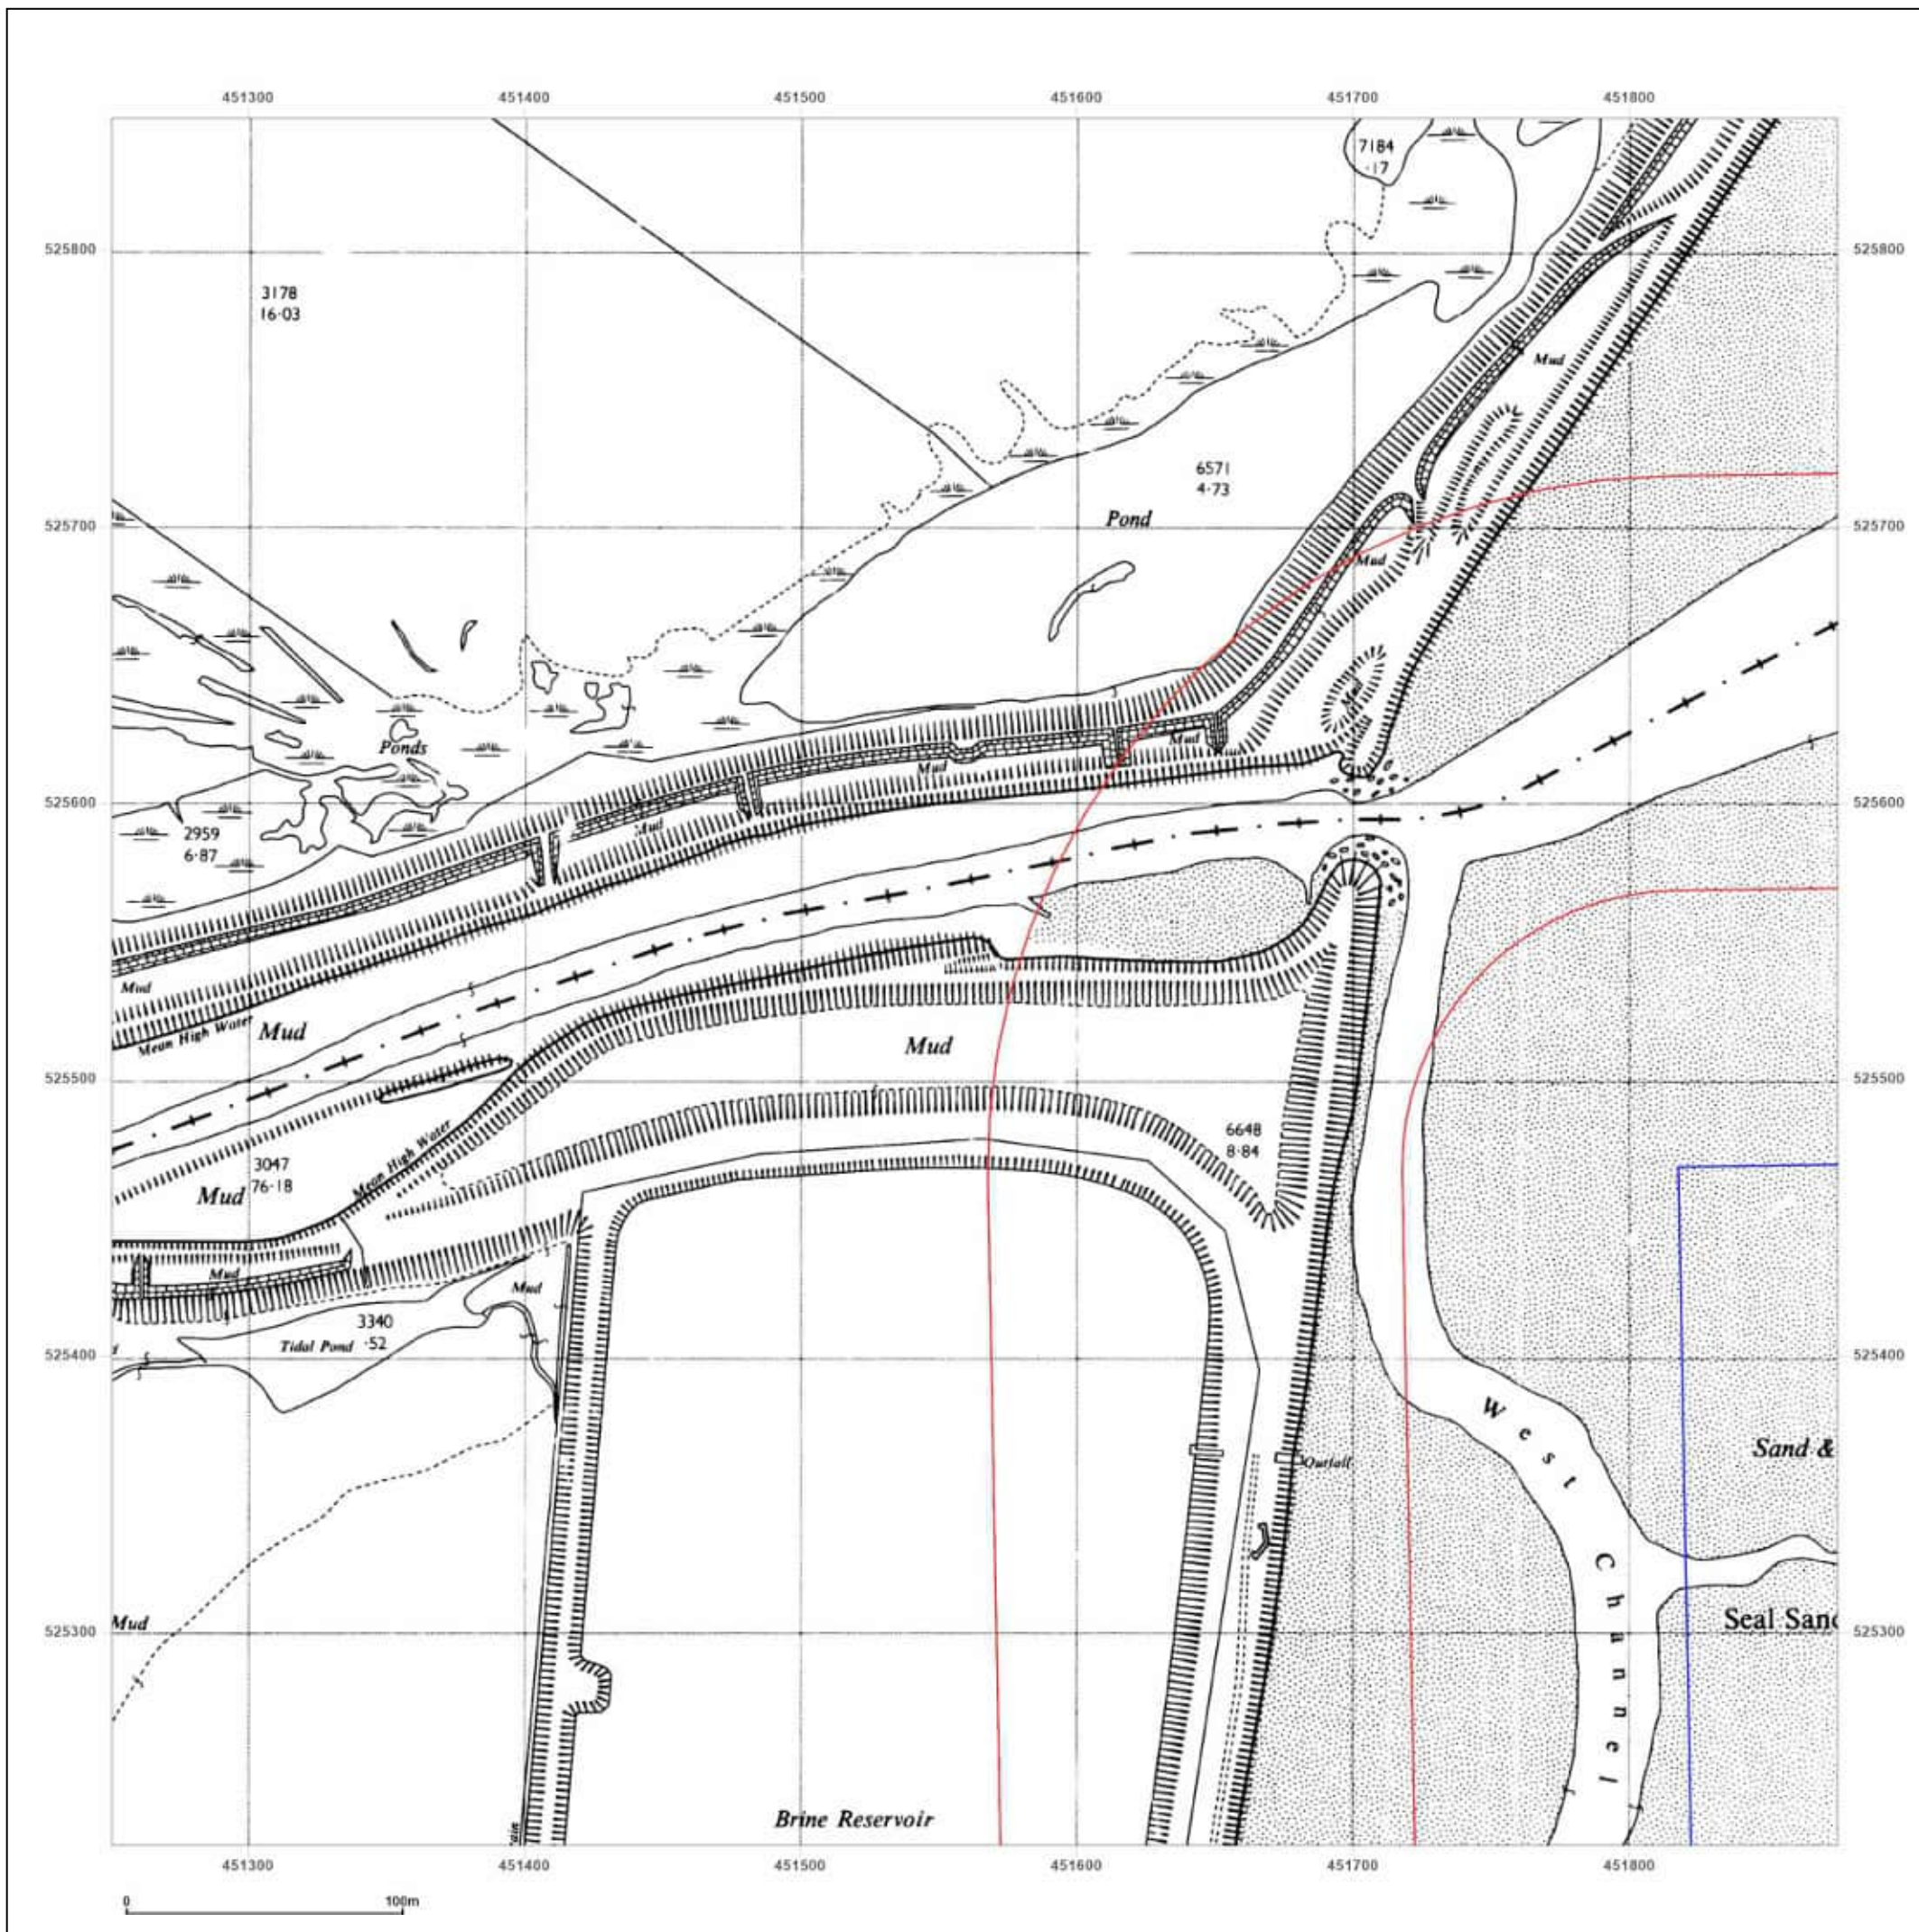 451300 451400 451500 451600 451700 451800
7184
·17
525800 525800
3178
16·03
Mud
6571
4·73
Pond
525700 525700
Mud
Mud
Mud
Ponds
Mud
525600 525600
Mud
2959
6·87
Mud
Mean High Water
Mud
Mud
525500 525500
Mean High Water
6648
8·84
3047
76·18
Mud
Mud
Mud
3340
·52
Tidal Pond
525400 525400
West Channel
Sand &
Outfall
Mud
Seal Sand
525300 525300
Brine Reservoir
451300 451400 451500 451600 451700 451800
0 100m